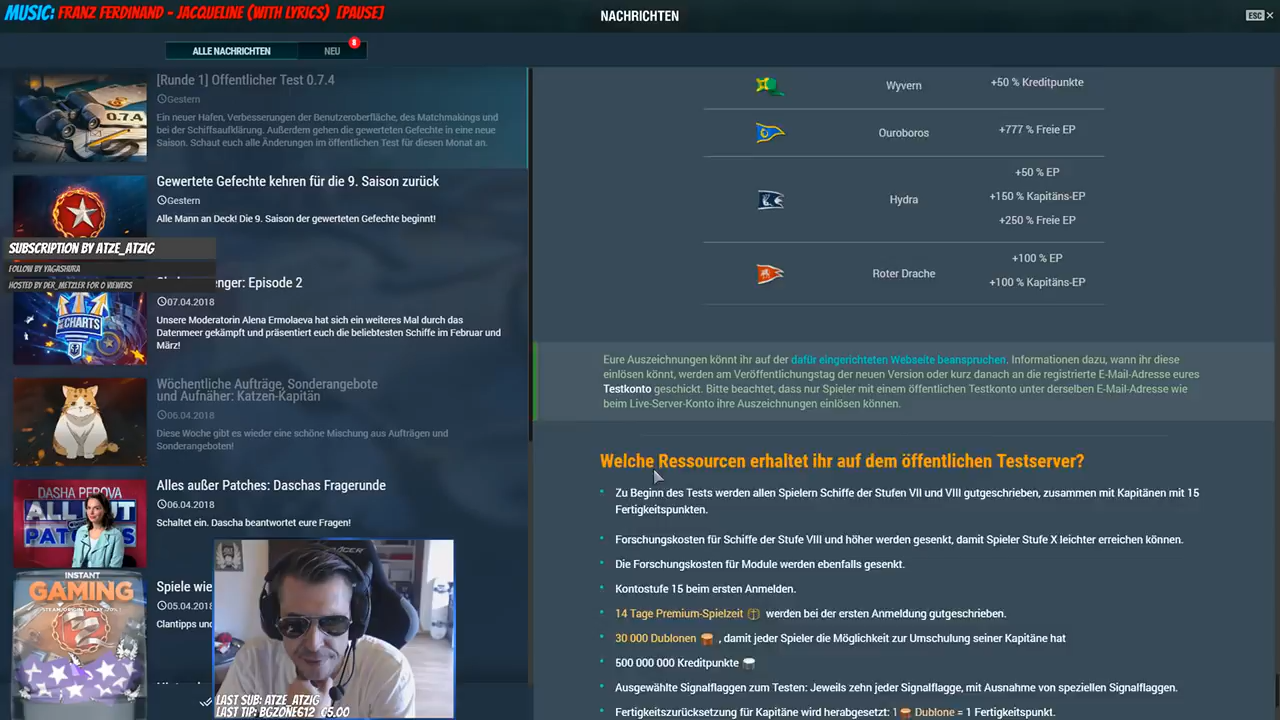 MUSIC: FRANZ FERDINAND - JACQUELINE (WITH LYRICS) [PAUSE]
NACHRICHTEN
ESC ×
ALLE NACHRICHTEN
NEU
8
[Runde 1] Öffentlicher Test 0.7.4
Gestern
Ein neuer Hafen, Verbesserungen der Benutzeroberfläche, des Matchmakings und
bei der Schiffsaufklärung. Außerdem gehen die gewerteten Gefechte in eine neue
Saison. Schaut euch alle Änderungen im öffentlichen Test für diesen Monat an.
0.7.4
Gewertete Gefechte kehren für die 9. Saison zurück
Gestern
Alle Mann an Deck! Die 9. Saison der gewerteten Gefechte beginnt!
SUBSCRIPTION BY ATZE_ATZIG
FOLLOW BY YAGASHURA
HOSTED BY DER_METZLER FOR 0 VIEWERS
enger: Episode 2
07.04.2018
Unsere Moderatorin Alena Ermolaeva hat sich ein weiteres Mal durch das
Datenmeer gekämpft und präsentiert euch die beliebtesten Schiffe im Februar und
März!
CHARTS
Wöchentliche Aufträge, Sonderangebote
und Aufnäher: Katzen-Kapitän
06.04.2018
Diese Woche gibt es wieder eine schöne Mischung aus Aufträgen und
Sonderangeboten!
Alles außer Patches: Daschas Fragerunde
06.04.2018
Schaltet ein. Dascha beantwortet eure Fragen!
DASHA PEROVA
ALL BUT
PATCHES
INSTANT
GAMING
Spiele wie
05.04.2018
Clantipps und
LAST SUB: ATZE_ATZIG
LAST TIP: BGZONE612 €5.00
Wyvern
+50 % Kreditpunkte
Ouroboros
+777 % Freie EP
Hydra
+50 % EP
+150 % Kapitäns-EP
+250 % Freie EP
Roter Drache
+100 % EP
+100 % Kapitäns-EP
Eure Auszeichnungen könnt ihr auf der dafür eingerichteten Webseite beanspruchen. Informationen dazu, wann ihr diese
einlösen könnt, werden am Veröffentlichungstag der neuen Version oder kurz danach an die registrierte E-Mail-Adresse eures
Testkonto geschickt. Bitte beachtet, dass nur Spieler mit einem öffentlichen Testkonto unter derselben E-Mail-Adresse wie
beim Live-Server-Konto ihre Auszeichnungen einlösen können.
Welche Ressourcen erhaltet ihr auf dem öffentlichen Testserver?
• Zu Beginn des Tests werden allen Spielern Schiffe der Stufen VII und VIII gutgeschrieben, zusammen mit Kapitänen mit 15
Fertigkeitspunkten.
• Forschungskosten für Schiffe der Stufe VIII und höher werden gesenkt, damit Spieler Stufe X leichter erreichen können.
• Die Forschungskosten für Module werden ebenfalls gesenkt.
• Kontostufe 15 beim ersten Anmelden.
• 14 Tage Premium-Spielzeit werden bei der ersten Anmeldung gutgeschrieben.
• 30 000 Dublonen , damit jeder Spieler die Möglichkeit zur Umschulung seiner Kapitäne hat
• 500 000 000 Kreditpunkte
• Ausgewählte Signalflaggen zum Testen: Jeweils zehn jeder Signalflagge, mit Ausnahme von speziellen Signalflaggen.
• Fertigkeitszurücksetzung für Kapitäne wird herabgesetzt: 1 Dublone = 1 Fertigkeitspunkt.